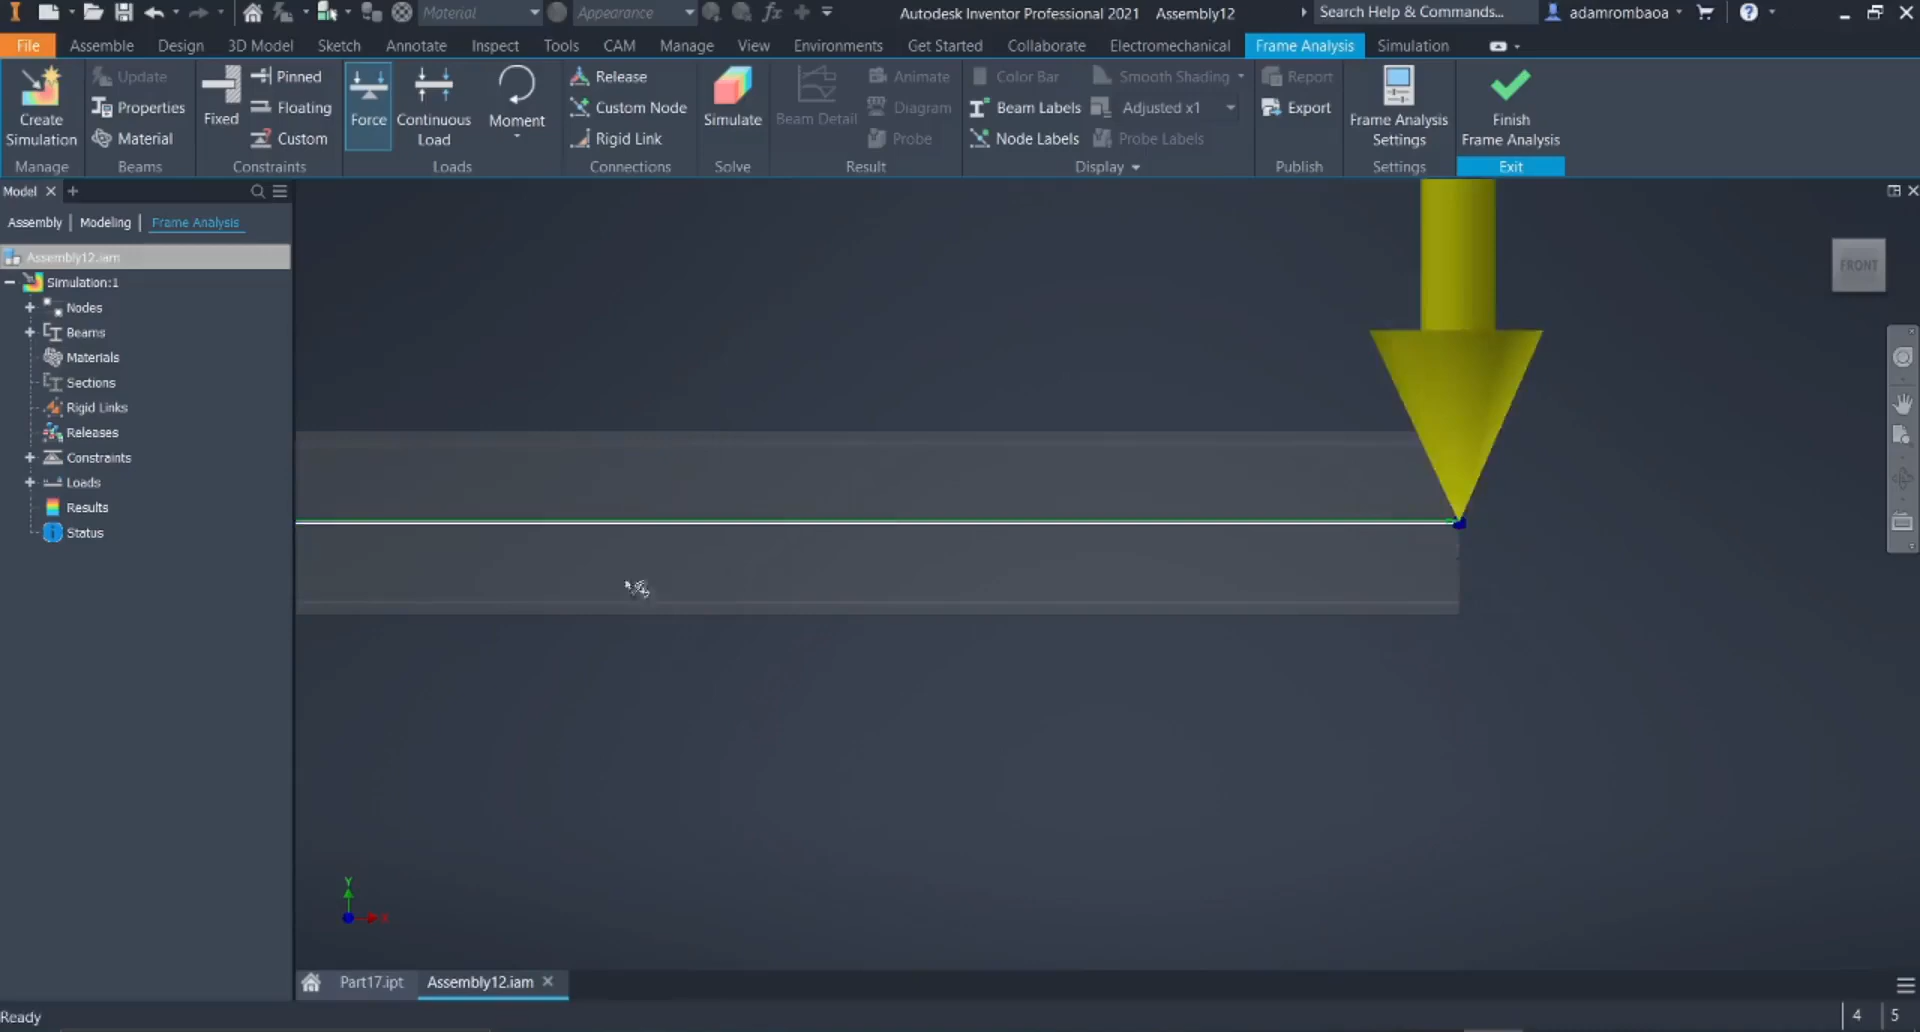 Material
Appearance
fx
Autodesk Inventor Professional 2021 Assembly12
Search Help & Commands...
adamrombaoa
File Assemble Design 3D Model Sketch Annotate Inspect Tools CAM Manage View Environments Get Started Collaborate Electromechanical Frame Analysis Simulation
Create
Simulation
Manage
Update
Properties
Material
Beams
Fixed
Pinned
Floating
Custom
Constraints
Force
Continuous
Load
Moment
Loads
Release
Custom Node
Rigid Link
Connections
Simulate
Solve
Beam Detail
Animate
Diagram
Probe
Result
Color Bar
Beam Labels
Node Labels
Smooth Shading
Adjusted x1
Probe Labels
Display
Report
Export
Publish
Frame Analysis
Settings
Settings
Finish
Frame Analysis
Exit
Model
Assembly | Modeling | Frame Analysis
Assembly12.iam
Simulation:1
Nodes
Beams
Materials
Sections
Rigid Links
Releases
Constraints
Loads
Results
Status
FRONT
Y
X
Part17.ipt
Assembly12.iam
Ready
4 5